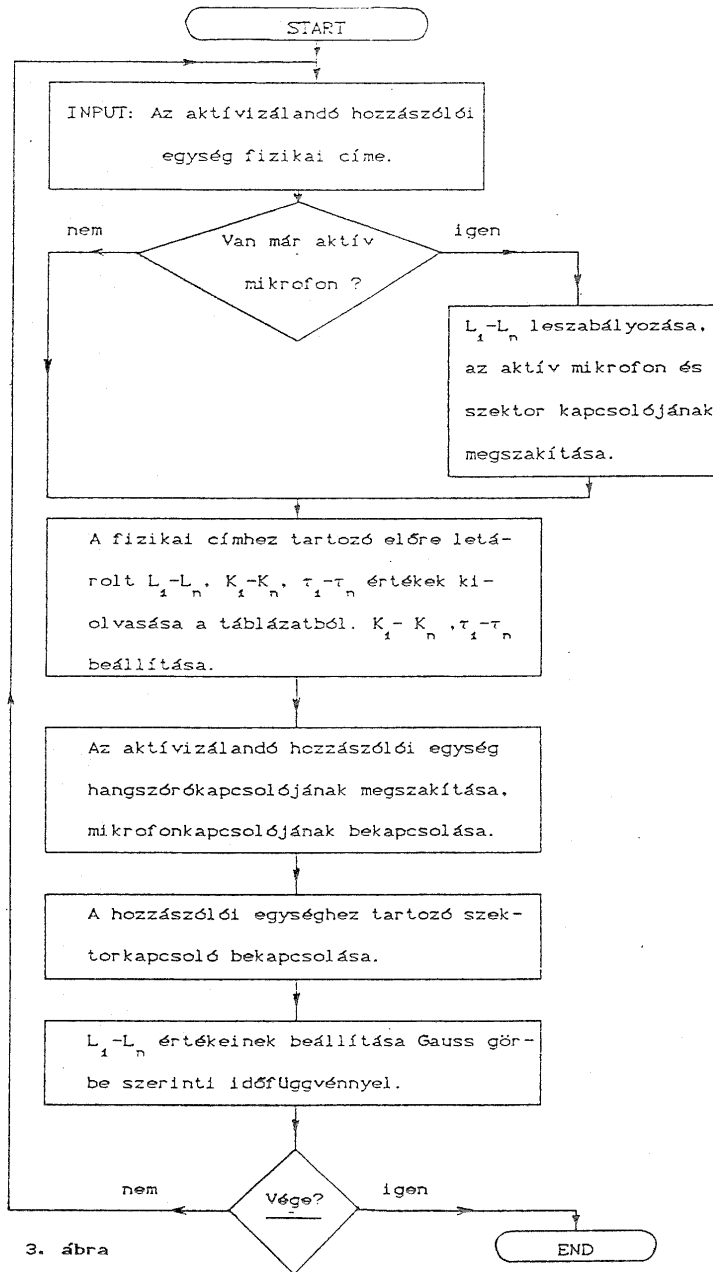 START
INPUT: Az aktívizálandó hozzászólói
egység fizikai címe.
nem
Van már aktív
mikrofon ?
igen
L₁-Lₙ leszabályozása,
az aktív mikrofon és
szektor kapcsolójának
megszakítása.
A fizikai címhez tartozó előre letá-
rolt L₁-Lₙ, K₁-Kₙ, τ₁-τₙ értékek ki-
olvasása a táblázatból. K₁- Kₙ ,τ₁-τₙ
beállítása.
Az aktívizálandó hozzászólói egység
hangszórókapcsolójának megszakítása,
mikrofonkapcsolójának bekapcsolása.
A hozzászólói egységhez tartozó szek-
torkapcsoló bekapcsolása.
L₁-Lₙ értékeinek beállítása Gauss gör-
be szerinti időfüggvénnyel.
nem
Vége?
igen
3. ábra
END